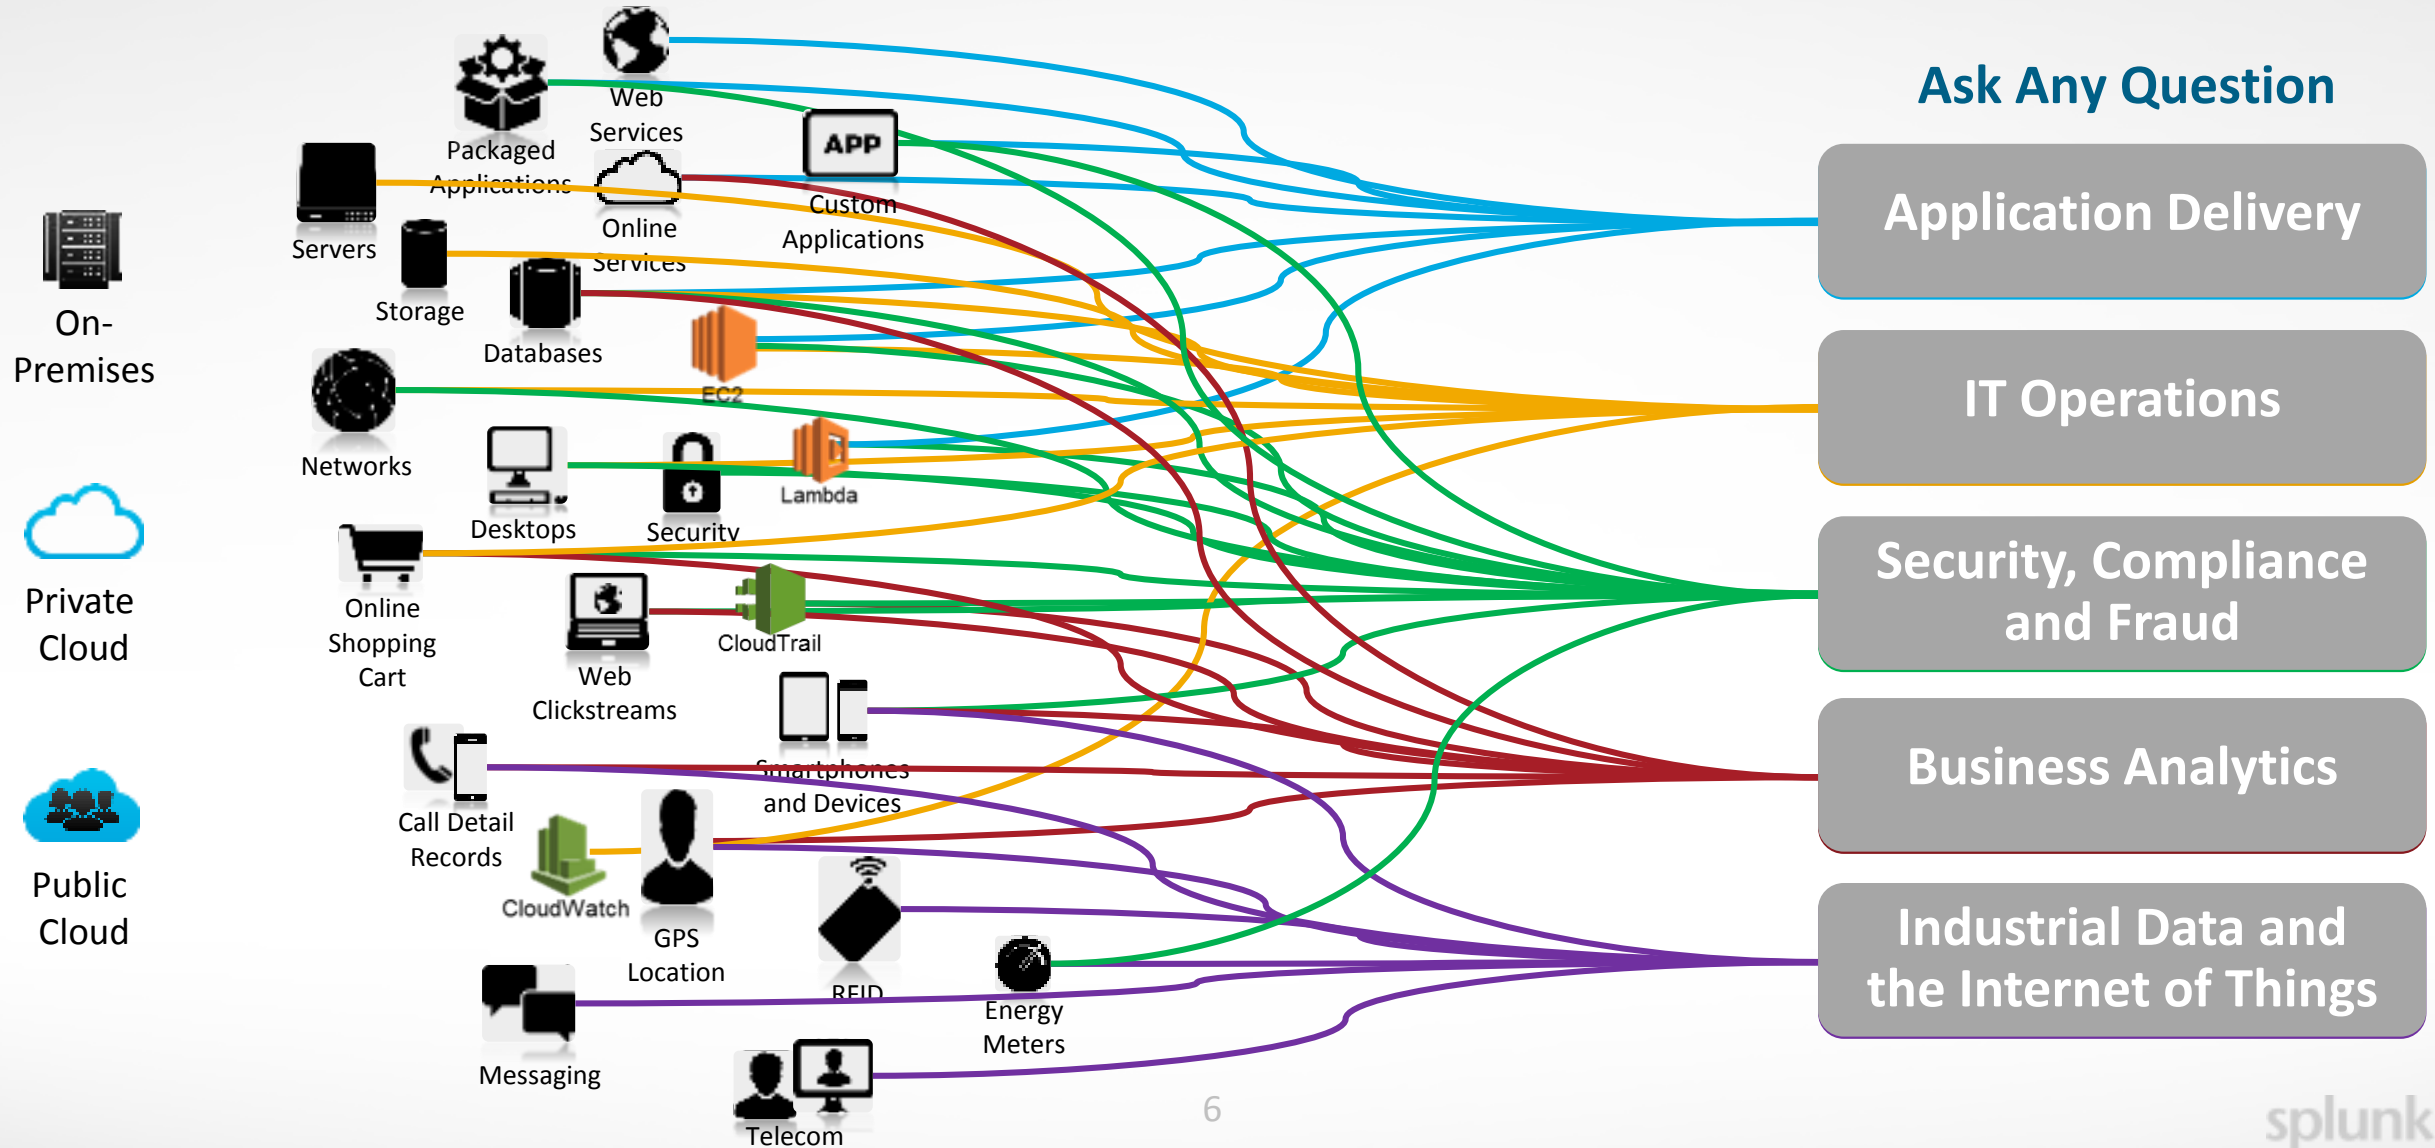 Ask Any Question
Web
Services
Packaged
Applications
APP
Custom
Applications
Servers
Online
Services
Storage
Databases
EC2
On-
Premises
Networks
Desktops
Security
Lambda
Private
Cloud
Online
Shopping
Cart
Web
Clickstreams
CloudTrail
Smartphones
and Devices
Public
Cloud
Call Detail
Records
CloudWatch
GPS
Location
RFID
Energy
Meters
Messaging
Telecom
Application Delivery
IT Operations
Security, Compliance
and Fraud
Business Analytics
Industrial Data and
the Internet of Things
6
splunk